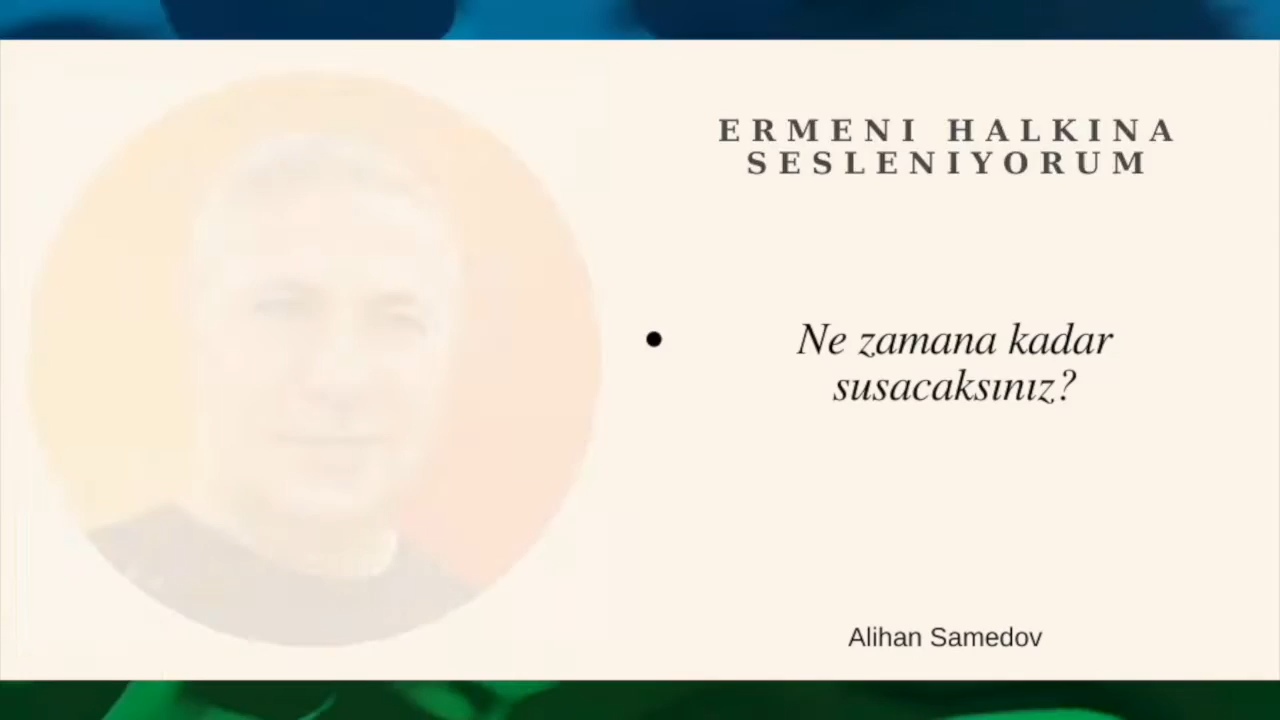 ERMENI HALKINA
SESLENIYORUM
• Ne zamana kadar
susacaksınız?
Alihan Samedov